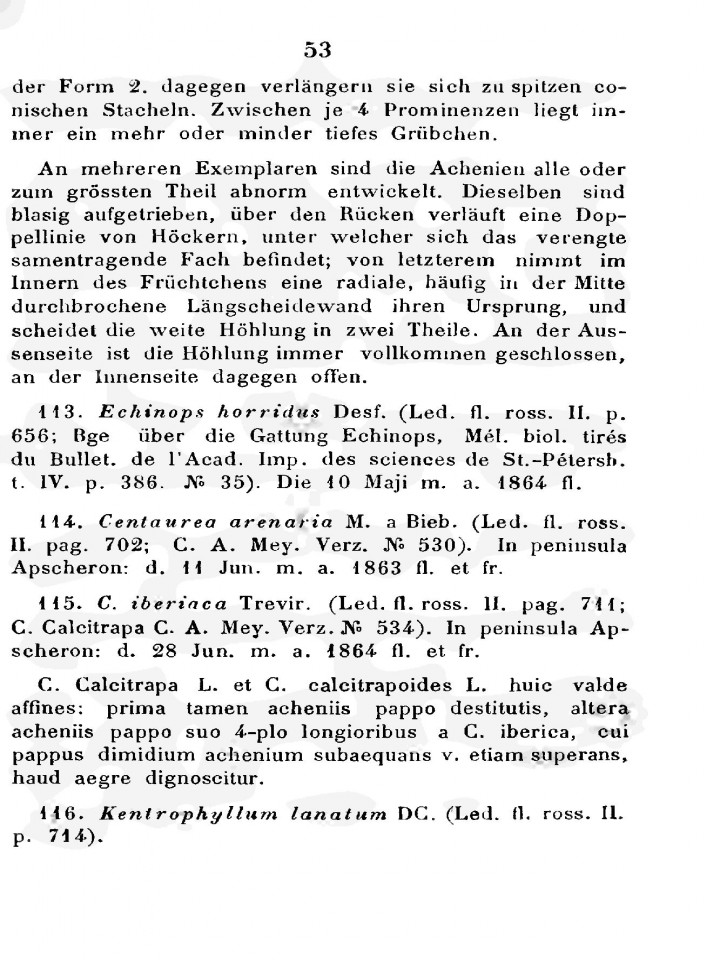 53
der Form 2. dagegen verlängern sie sich zu spitzen co-
nischen Stacheln. Zwischen je 4 Prominenzen liegt im-
mer ein mehr oder minder tiefes Grübchen.
An mehreren Exemplaren sind die Achenien alle oder
zum grössten Theil abnorm entwickelt. Dieselben sind
blasig aufgetrieben, über den Rücken verläuft eine Dop-
pellinie von Höckern, unter welcher sich das verengte
samentragende Fach befindet; von letzterem nimmt im
Innern des Früchtchens eine radiale, häufig in der Mitte
durchbrochene Längscheidewand ihren Ursprung, und
scheidet die weite Höhlung in zwei Theile. An der Aus-
senseite ist die Höhlung immer vollkommen geschlossen,
an der Innenseite dagegen offen.
113. Echinops horridus Desf. (Led. fl. ross. II. p.
656; Bge über die Gattung Echinops, Mél. biol. tirés
du Bullet. de l'Acad. Imp. des sciences de St.-Pétersb.
t. IV. p. 386. № 35). Die 10 Maji m. a. 1864 fl.
114. Centaurea arenaria M. a Bieb. (Led. fl. ross.
II. pag. 702; C. A. Mey. Verz. № 530). In peninsula
Apscheron: d. 11 Jun. m. a. 1863 fl. et fr.
115. C. iberiaca Trevir. (Led. fl. ross. II. pag. 711;
C. Calcitrapa C. A. Mey. Verz. № 534). In peninsula Ap-
scheron: d. 28 Jun. m. a. 1864 fl. et fr.
C. Calcitrapa L. et C. calcitrapoides L. huic valde
affines: prima tamen acheniis pappo destitutis, altera
acheniis pappo suo 4-plo longioribus a C. iberica, cui
pappus dimidium achenium subaequans v. etiam superans,
haud aegre dignoscitur.
116. Kentrophyllum lanatum DC. (Led. fl. ross. II.
p. 714).